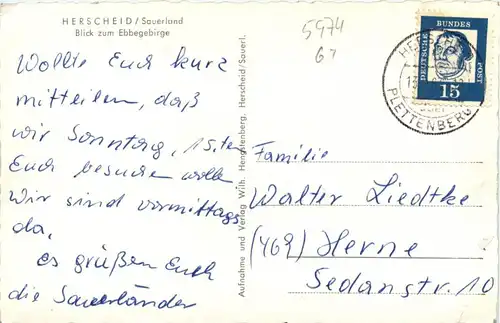 HERSCHEID/Sauerland
Blick zum Ebbegebirge
5974
67
Wollte Euch kurz
mitteilen, daß
wir Sonntag, 15.ten
Euch besuchen wollen.
Wir sind vormittags
da.
es grüßen Euch
die Sauerländer
Aufnahme und Verlag Wilh. Hengstenberg, Herscheid/Sauerl.
DEUTSCHE
BUNDES
POST
15
PLETTENBERG
Familie
Walter Liedtke
(469) Herne
Sedanstr. 10